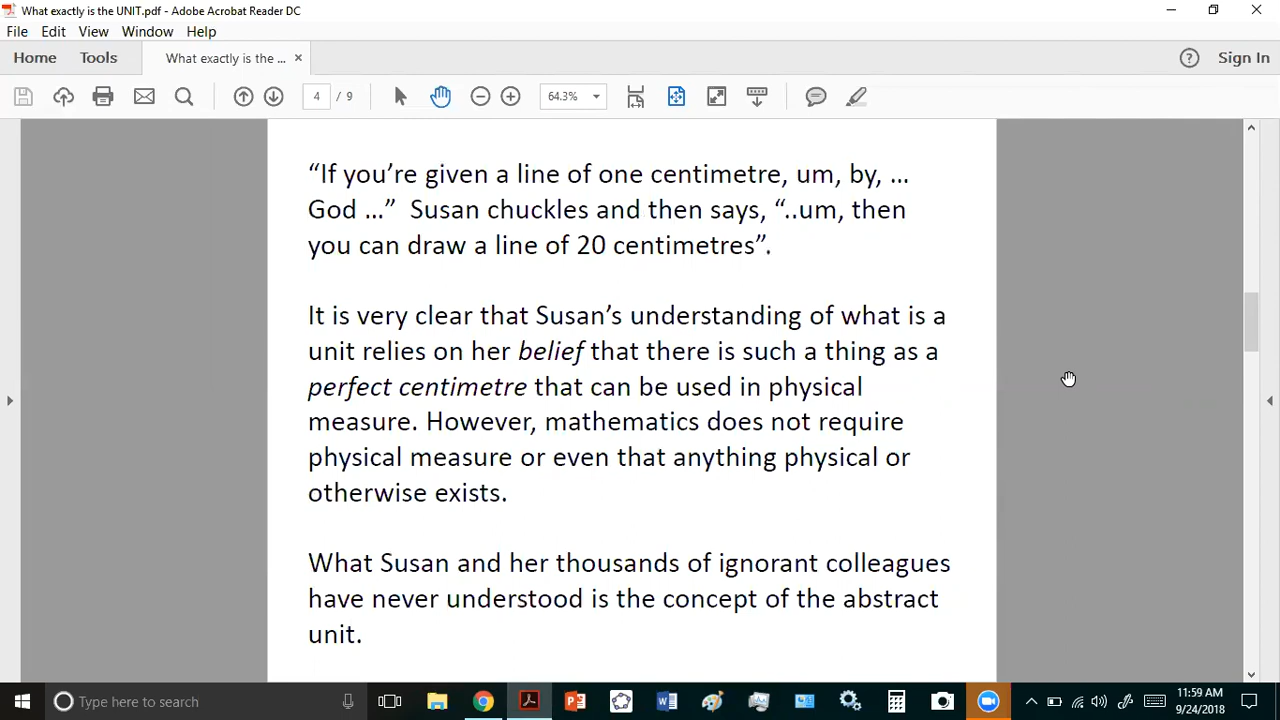 What exactly is the UNIT.pdf - Adobe Acrobat Reader DC
File Edit View Window Help
Home Tools What exactly is the ... × Sign In
4 / 9 64.3%
“If you’re given a line of one centimetre, um, by, ...
God ...”  Susan chuckles and then says, “..um, then
you can draw a line of 20 centimetres”.
It is very clear that Susan’s understanding of what is a
unit relies on her belief that there is such a thing as a
perfect centimetre that can be used in physical
measure. However, mathematics does not require
physical measure or even that anything physical or
otherwise exists.
What Susan and her thousands of ignorant colleagues
have never understood is the concept of the abstract
unit.
Type here to search
11:59 AM
9/24/2018